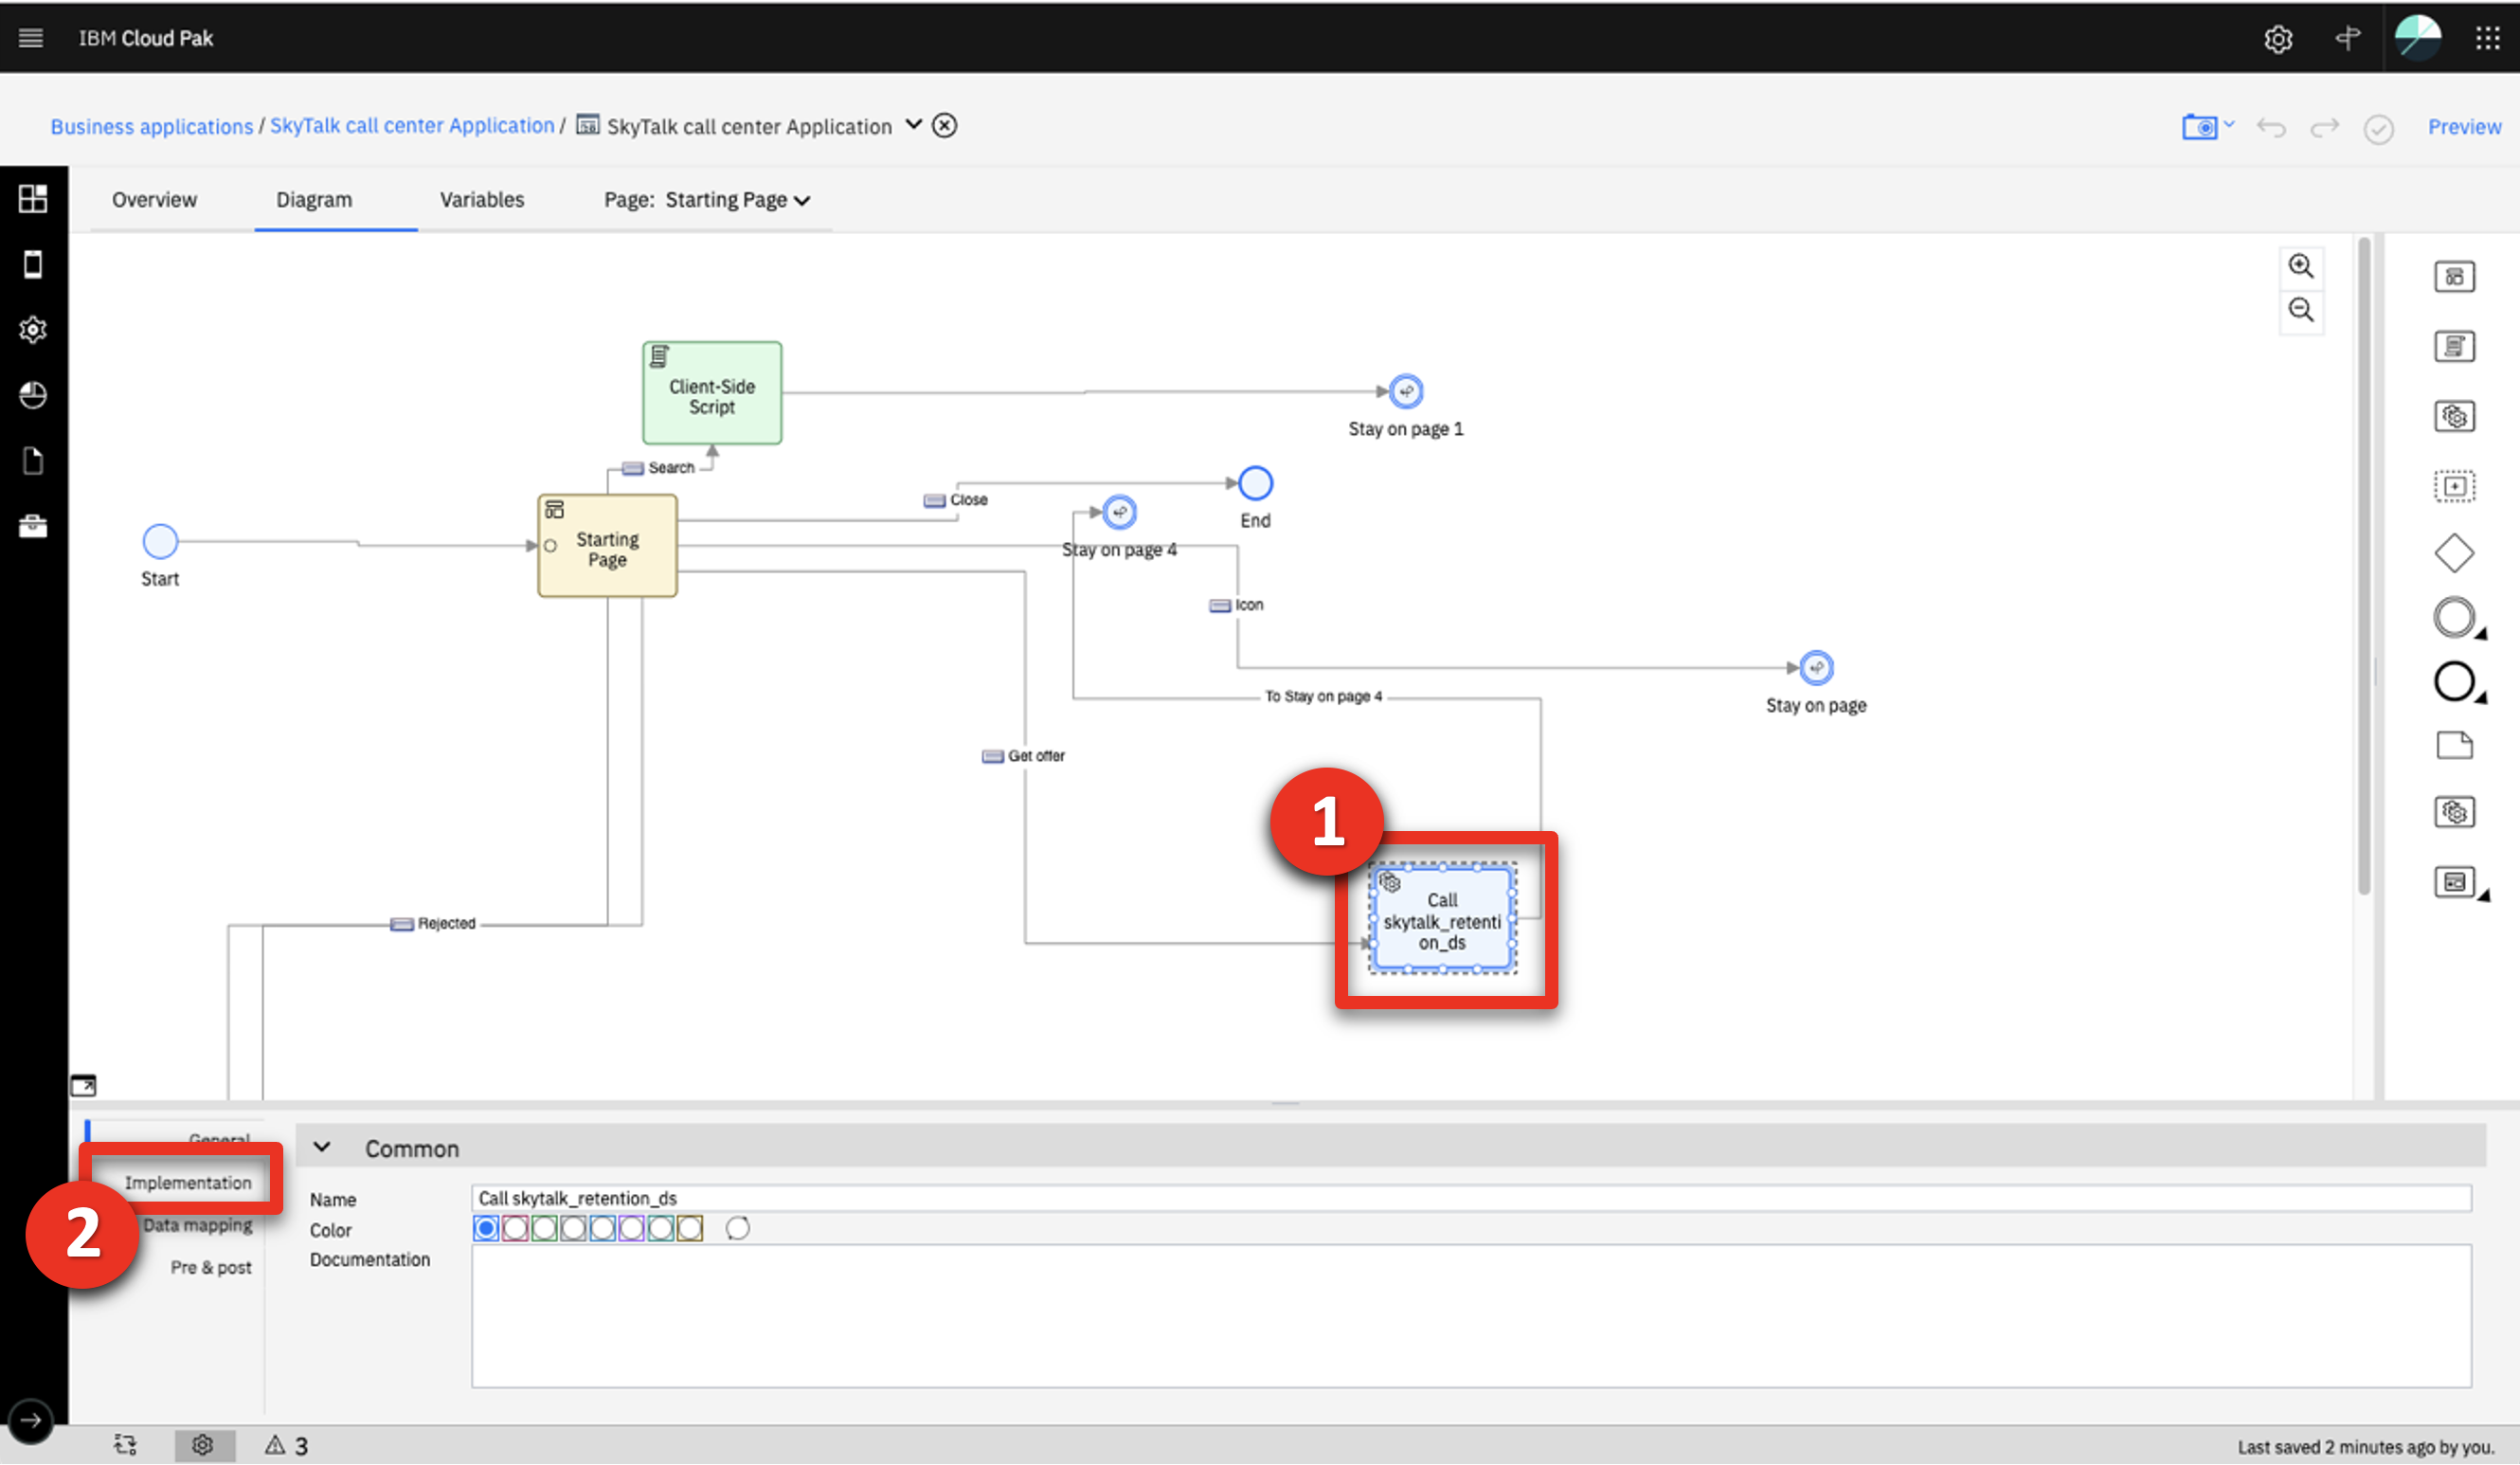 IBM Cloud Pak
Business applications / SkyTalk call center Application / SkyTalk call center Application
Preview
Overview
Diagram
Variables
Page: Starting Page
Client-Side
Script
Stay on page 1
Search
Close
End
Starting
Page
Start
Stay on page 4
Icon
Stay on page
To Stay on page 4
Get offer
1
Call
skytalk_retenti
on_ds
Rejected
General
Implementation
2
Data mapping
Pre & post
Common
Name
Call skytalk_retention_ds
Color
Documentation
3
Last saved 2 minutes ago by you.